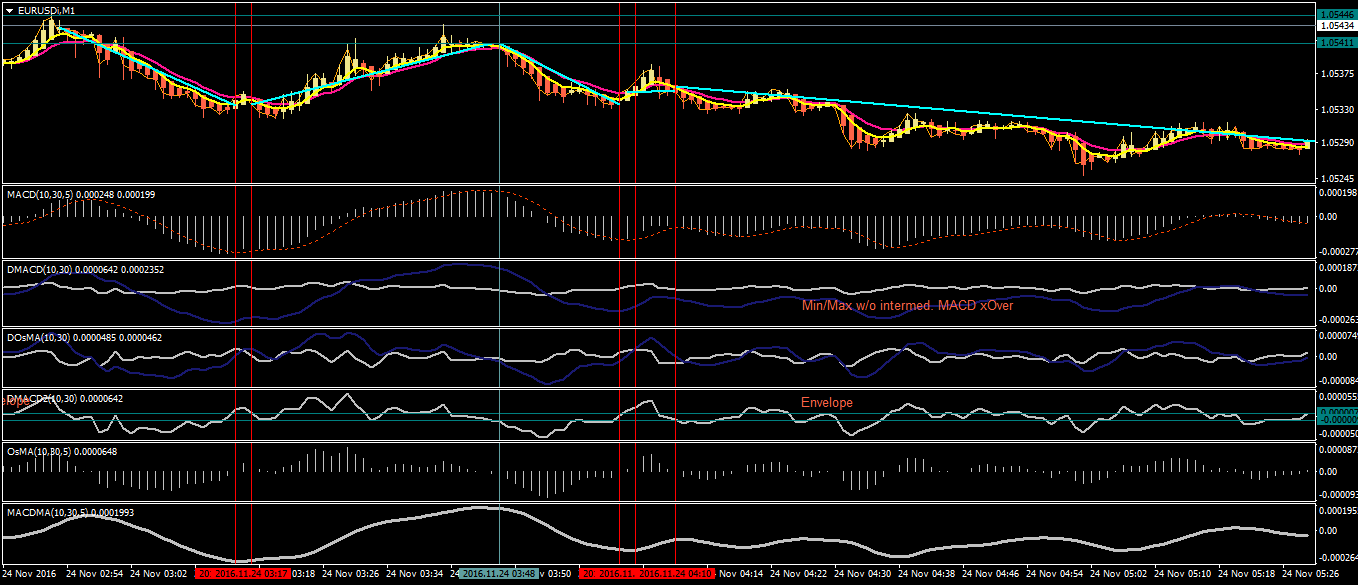 EURUSDi,M1
1.05446
1.05434
1.05411
1.05375
1.05330
1.05290
1.05245
MACD(10,30,5) 0.000248 0.000199
0.000198
0.00
-0.000277
DMACD(10,30) 0.0000642 0.0002352
0.000187
0.00
Min/Max w/o intermed. MACD xOver
-0.000263
DOsMA(10,30) 0.0000485 0.0000462
0.0000749
0.00
-0.000084
DMACD2(10,30) 0.0000642
0.000055
Envelope
-0.000050
OsMA(10,30,5) 0.0000648
0.000087
0.00
-0.000093
MACDMA(10,30,5) 0.0001993
0.000195
0.00
-0.000264
24 Nov 2016 24 Nov 02:54 24 Nov 03:02 20 2016.11.24 03:17 03:18 24 Nov 03:26 24 Nov 03:34 24 2016.11.24 03:48 v 03:50 20 2016.11. 2016.11.24 04:10 24 Nov 04:14 24 Nov 04:22 24 Nov 04:30 24 Nov 04:38 24 Nov 04:46 24 Nov 04:54 24 Nov 05:02 24 Nov 05:10 24 Nov 05:18 24 Nov 05:26